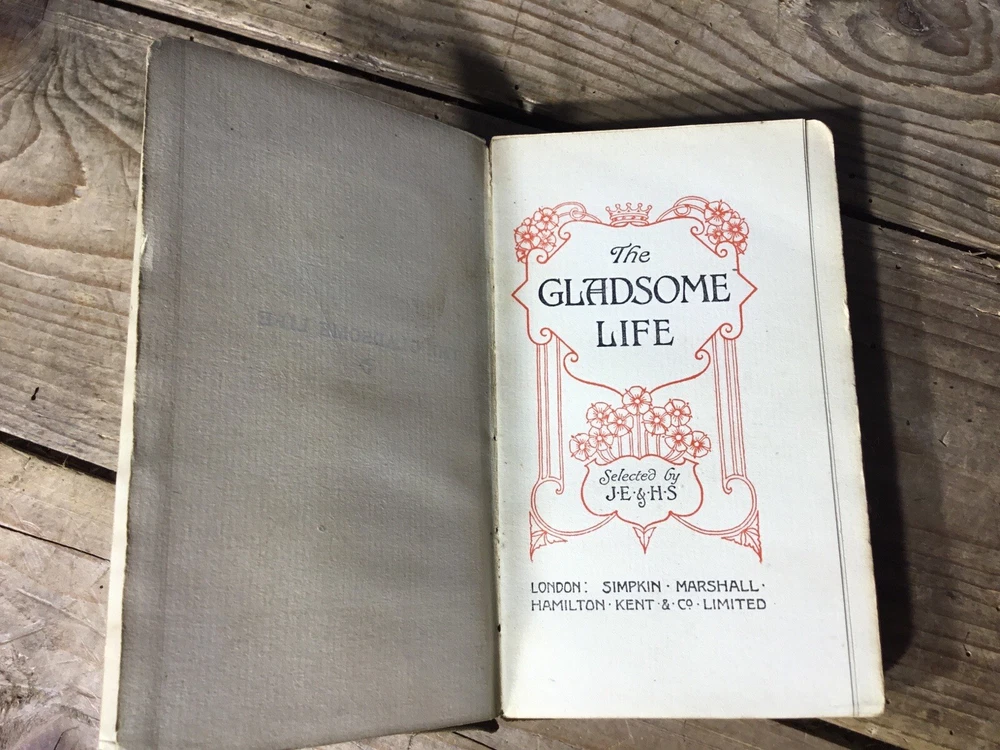 The
GLADSOME
LIFE
Selected by
J·E·&·H·S
LONDON: SIMPKIN · MARSHALL ·
HAMILTON · KENT · & · Co · LIMITED